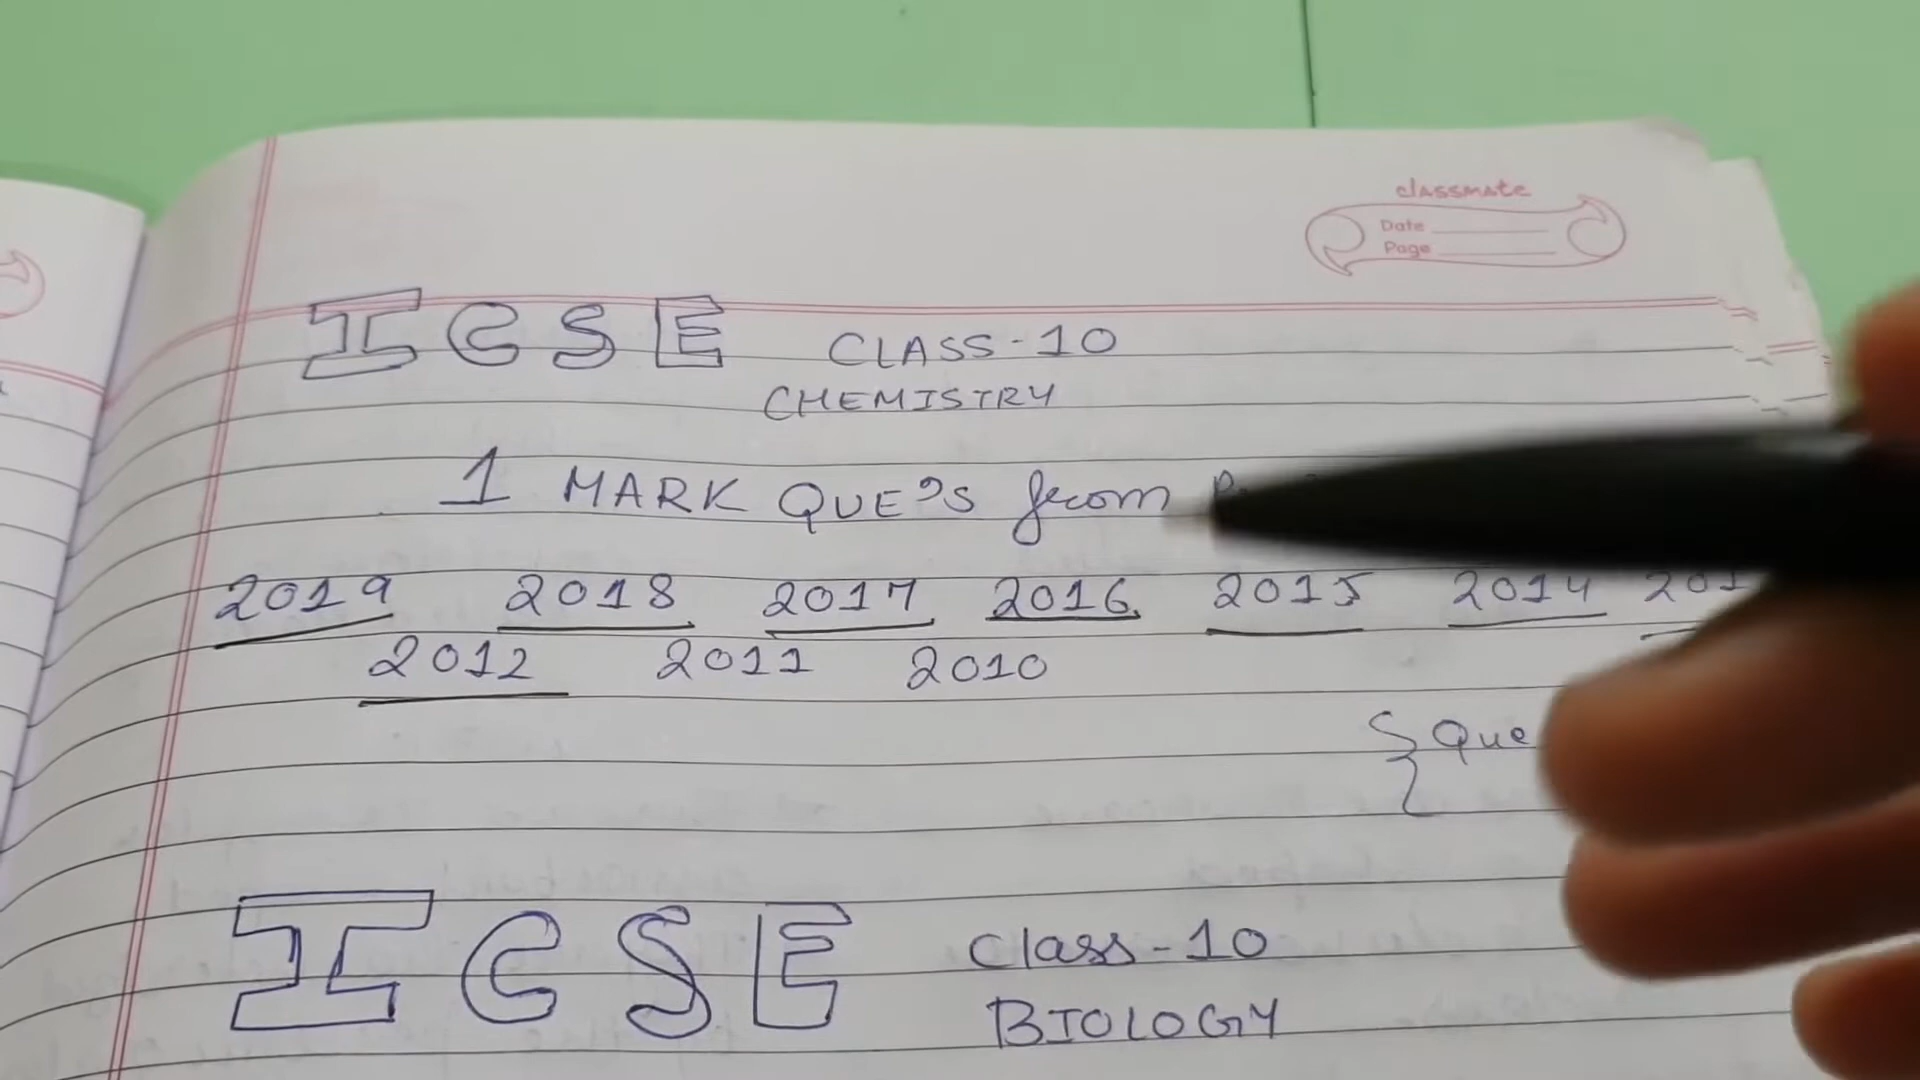 classmate
Date
Page
ICSE CLASS-10
CHEMISTRY
1 MARK QUE'S from
2019 2018 2017 2016 2015 2014
2012 2011 2010
{ Que
ICSE Class-10
BIOLOGY